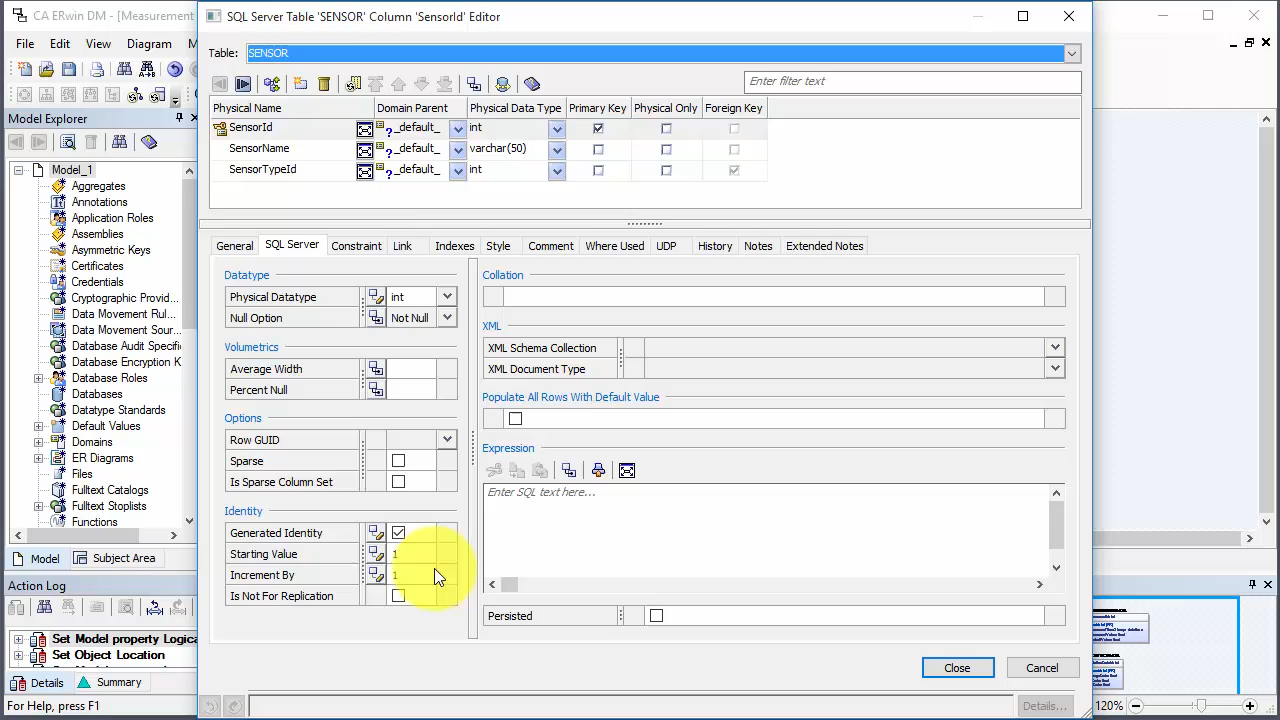 CA ERwin DM - [Measurement
SQL Server Table 'SENSOR' Column 'SensorId' Editor
File Edit View Diagram
Table: SENSOR
Enter filter text
Model Explorer
Physical Name Domain Parent Physical Data Type Primary Key Physical Only Foreign Key
SensorId _default_ int
SensorName _default_ varchar(50)
SensorTypeId _default_ int
Model_1
Aggregates
Annotations
Application Roles
Assemblies
Asymmetric Keys
Certificates
Credentials
Cryptographic Provid...
Data Movement Rul...
Data Movement Sour...
Database Audit Specifi
Database Encryption K
Database Roles
Databases
Datatype Standards
Default Values
Domains
ER Diagrams
Files
Fulltext Catalogs
Fulltext Stoplists
Functions
Model Subject Area
General SQL Server Constraint Link Indexes Style Comment Where Used UDP History Notes Extended Notes
Datatype
Physical Datatype int
Null Option Not Null
Volumetrics
Average Width
Percent Null
Options
Row GUID
Sparse
Is Sparse Column Set
Identity
Generated Identity
Starting Value 1
Increment By 1
Is Not For Replication
Collation
XML
XML Schema Collection
XML Document Type
Populate All Rows With Default Value
Expression
Enter SQL text here...
Persisted
Close Cancel
Action Log
Set Model property Logica
Set Object Location
Details Summary
For Help, press F1
Details...
120%